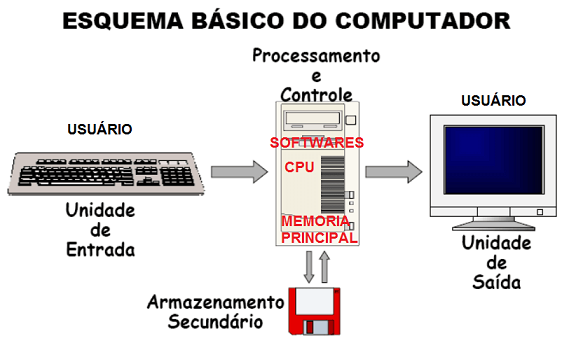 ESQUEMA BÁSICO DO COMPUTADOR
Processamento
e
Controle
USUÁRIO
USUÁRIO
SOFTWARES
CPU
MEMORIA
PRINCIPAL
Unidade
de
Entrada
Unidade
de
Saída
Armazenamento
Secundário